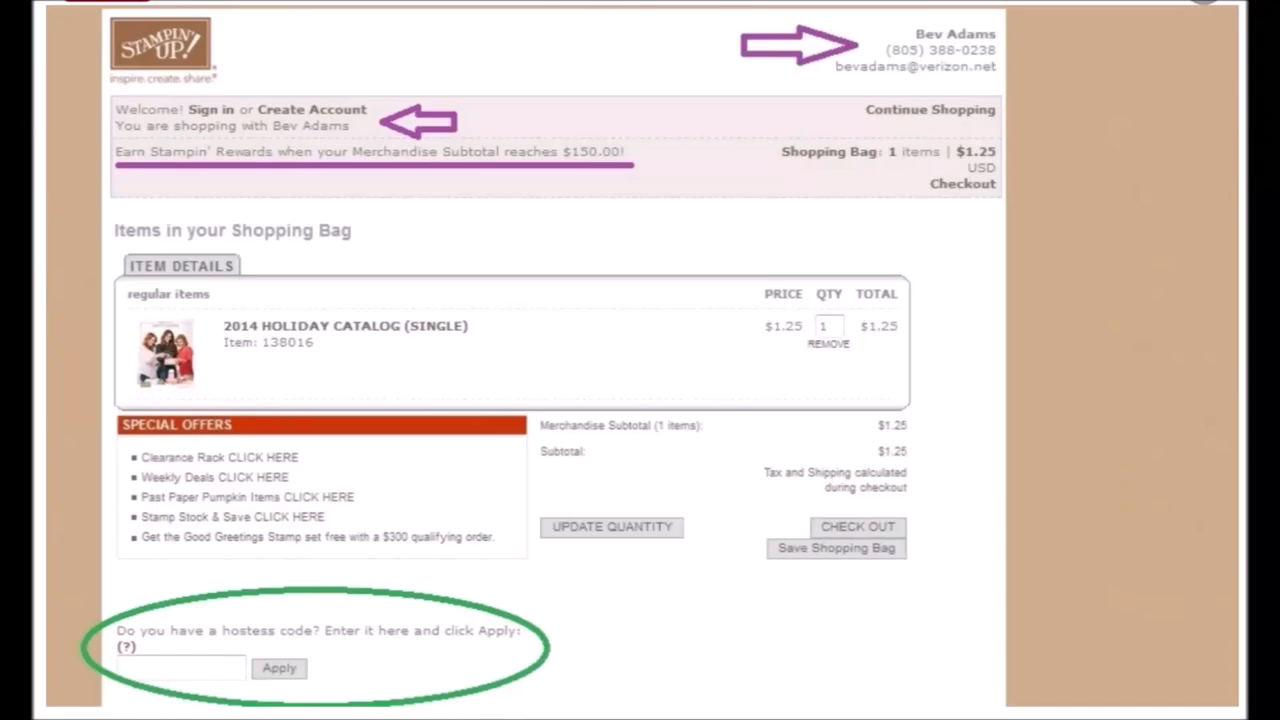 STAMPIN' UP!
inspire.create.share.®
Bev Adams
(805) 388-0238
bevadams@verizon.net
Welcome! Sign in or Create Account
You are shopping with Bev Adams
Continue Shopping
Earn Stampin' Rewards when your Merchandise Subtotal reaches $150.00!
Shopping Bag: 1 items | $1.25
USD
Checkout
Items in your Shopping Bag
ITEM DETAILS
regular items PRICE QTY TOTAL
2014 HOLIDAY CATALOG (SINGLE) $1.25 1 $1.25
Item: 138016 REMOVE
SPECIAL OFFERS
Clearance Rack CLICK HERE
Weekly Deals CLICK HERE
Past Paper Pumpkin Items CLICK HERE
Stamp Stock & Save CLICK HERE
Get the Good Greetings Stamp set free with a $300 qualifying order.
Merchandise Subtotal (1 items): $1.25
Subtotal: $1.25
Tax and Shipping calculated
during checkout
UPDATE QUANTITY CHECK OUT
Save Shopping Bag
Do you have a hostess code? Enter it here and click Apply:
(?)
Apply